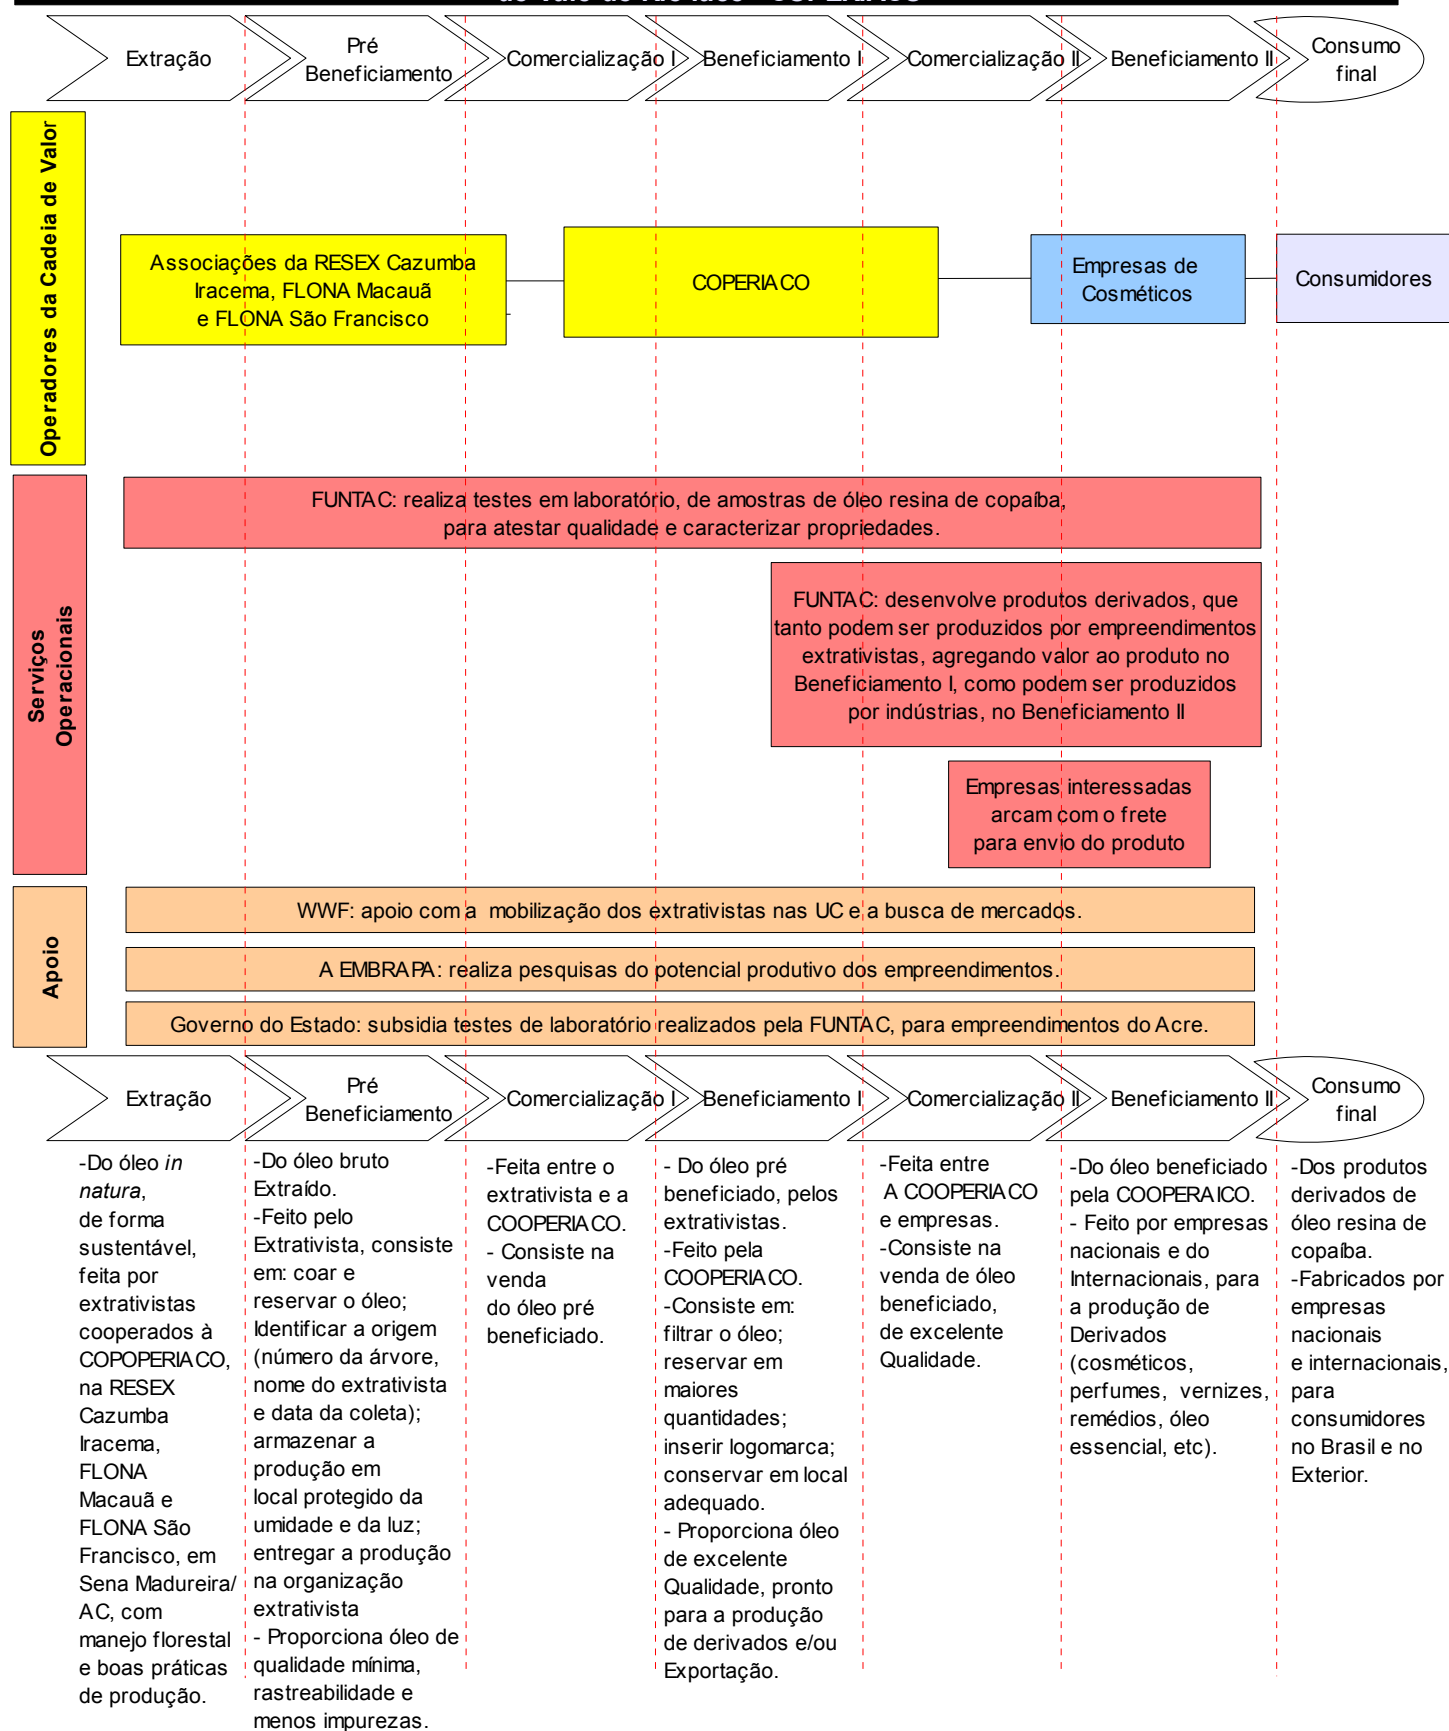 Extração
Pré
Beneficiamento
Comercialização I
Beneficiamento I
Comercialização II
Beneficiamento II
Consumo
final
Operadores da Cadeia de Valor
Associações da RESEX Cazumba
Iracema, FLONA Macauã
e FLONA São Francisco
COPERIACO
Empresas de
Cosméticos
Consumidores
Serviços
Operacionais
FUNTAC: realiza testes em laboratório, de amostras de óleo resina de copaíba,
para atestar qualidade e caracterizar propriedades.
FUNTAC: desenvolve produtos derivados, que
tanto podem ser produzidos por empreendimentos
extrativistas, agregando valor ao produto no
Beneficiamento I, como podem ser produzidos
por indústrias, no Beneficiamento II
Empresas interessadas
arcam com o frete
para envio do produto
Apoio
WWF: apoio com a mobilização dos extrativistas nas UC e a busca de mercados.
A EMBRAPA: realiza pesquisas do potencial produtivo dos empreendimentos.
Governo do Estado: subsidia testes de laboratório realizados pela FUNTAC, para empreendimentos do Acre.
Extração
Pré
Beneficiamento
Comercialização I
Beneficiamento I
Comercialização II
Beneficiamento II
Consumo
final
-Do óleo in
natura,
de forma
sustentável,
feita por
extrativistas
cooperados à
COPOPERIACO,
na RESEX
Cazumba
Iracema,
FLONA
Macauã e
FLONA São
Francisco, em
Sena Madureira/
AC, com
manejo florestal
e boas práticas
de produção.
-Do óleo bruto
Extraído.
-Feito pelo
Extrativista, consiste
em: coar e
reservar o óleo;
Identificar a origem
(número da árvore,
nome do extrativista
e data da coleta);
armazenar a
produção em
local protegido da
umidade e da luz;
entregar a produção
na organização
extrativista
- Proporciona óleo de
qualidade mínima,
rastreabilidade e
menos impurezas.
-Feita entre o
extrativista e a
COOPERIACO.
- Consiste na
venda
do óleo pré
beneficiado.
- Do óleo pré
beneficiado, pelos
extrativistas.
-Feito pela
COOPERIACO.
-Consiste em:
filtrar o óleo;
reservar em
maiores
quantidades;
inserir logomarca;
conservar em local
adequado.
- Proporciona óleo
de excelente
Qualidade, pronto
para a produção
de derivados e/ou
Exportação.
-Feita entre
A COOPERIACO
e empresas.
-Consiste na
venda de óleo
beneficiado,
de excelente
Qualidade.
-Do óleo beneficiado
pela COOPERAICO.
- Feito por empresas
nacionais e do
Internacionais, para
a produção de
Derivados
(cosméticos,
perfumes, vernizes,
remédios, óleo
essencial, etc).
-Dos produtos
derivados de
óleo resina de
copaíba.
-Fabricados por
empresas
nacionais
e internacionais,
para
consumidores
no Brasil e no
Exterior.